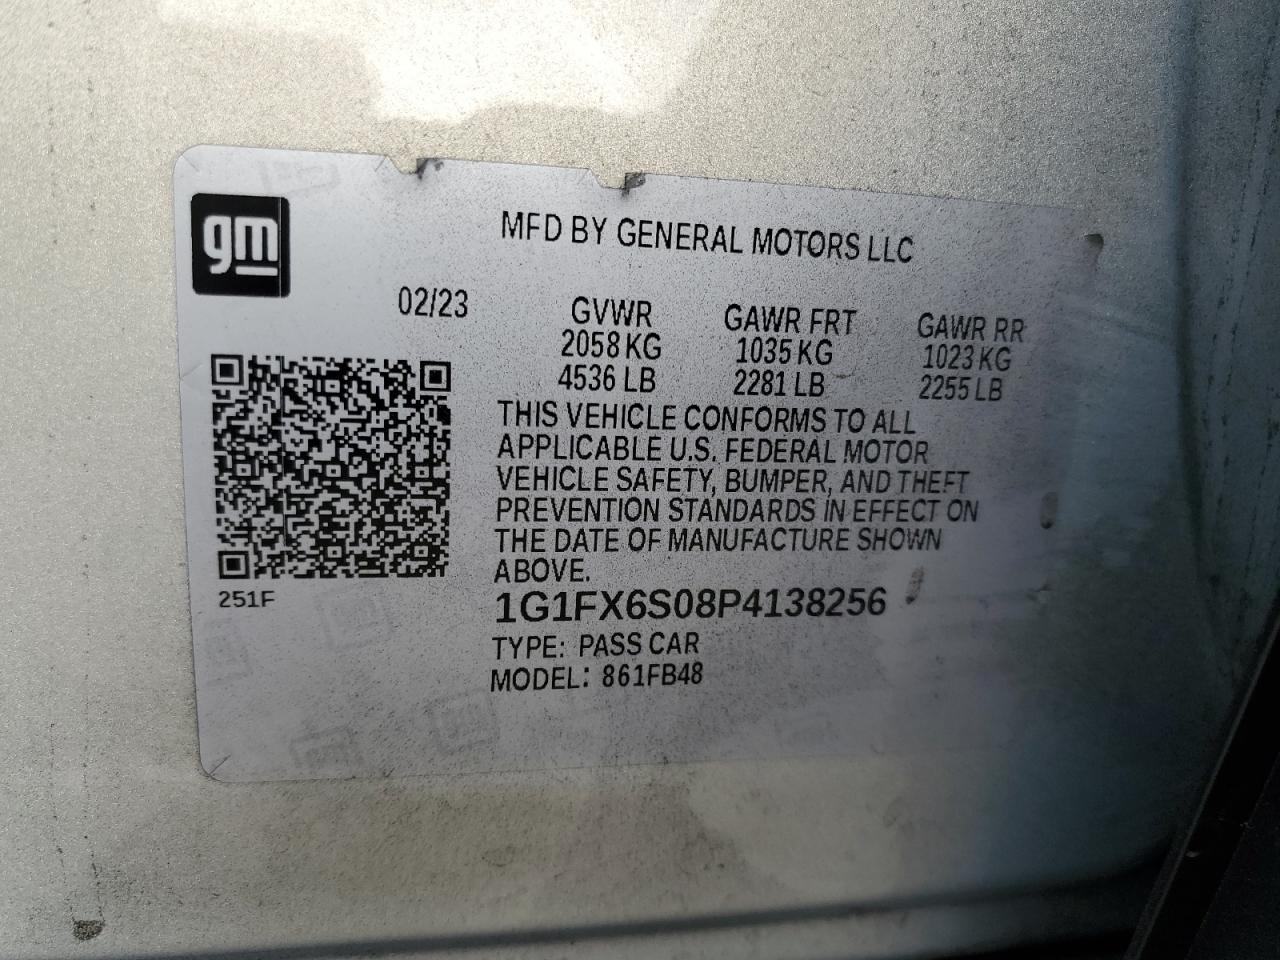 gm
MFD BY GENERAL MOTORS LLC
02/23
GVWR GAWR FRT GAWR RR
2058 KG 1035 KG 1023 KG
4536 LB 2281 LB 2255 LB
THIS VEHICLE CONFORMS TO ALL
APPLICABLE U.S. FEDERAL MOTOR
VEHICLE SAFETY, BUMPER, AND THEFT
PREVENTION STANDARDS IN EFFECT ON
THE DATE OF MANUFACTURE SHOWN
ABOVE.
251F
1G1FX6S08P4138256
TYPE: PASS CAR
MODEL: 861FB48